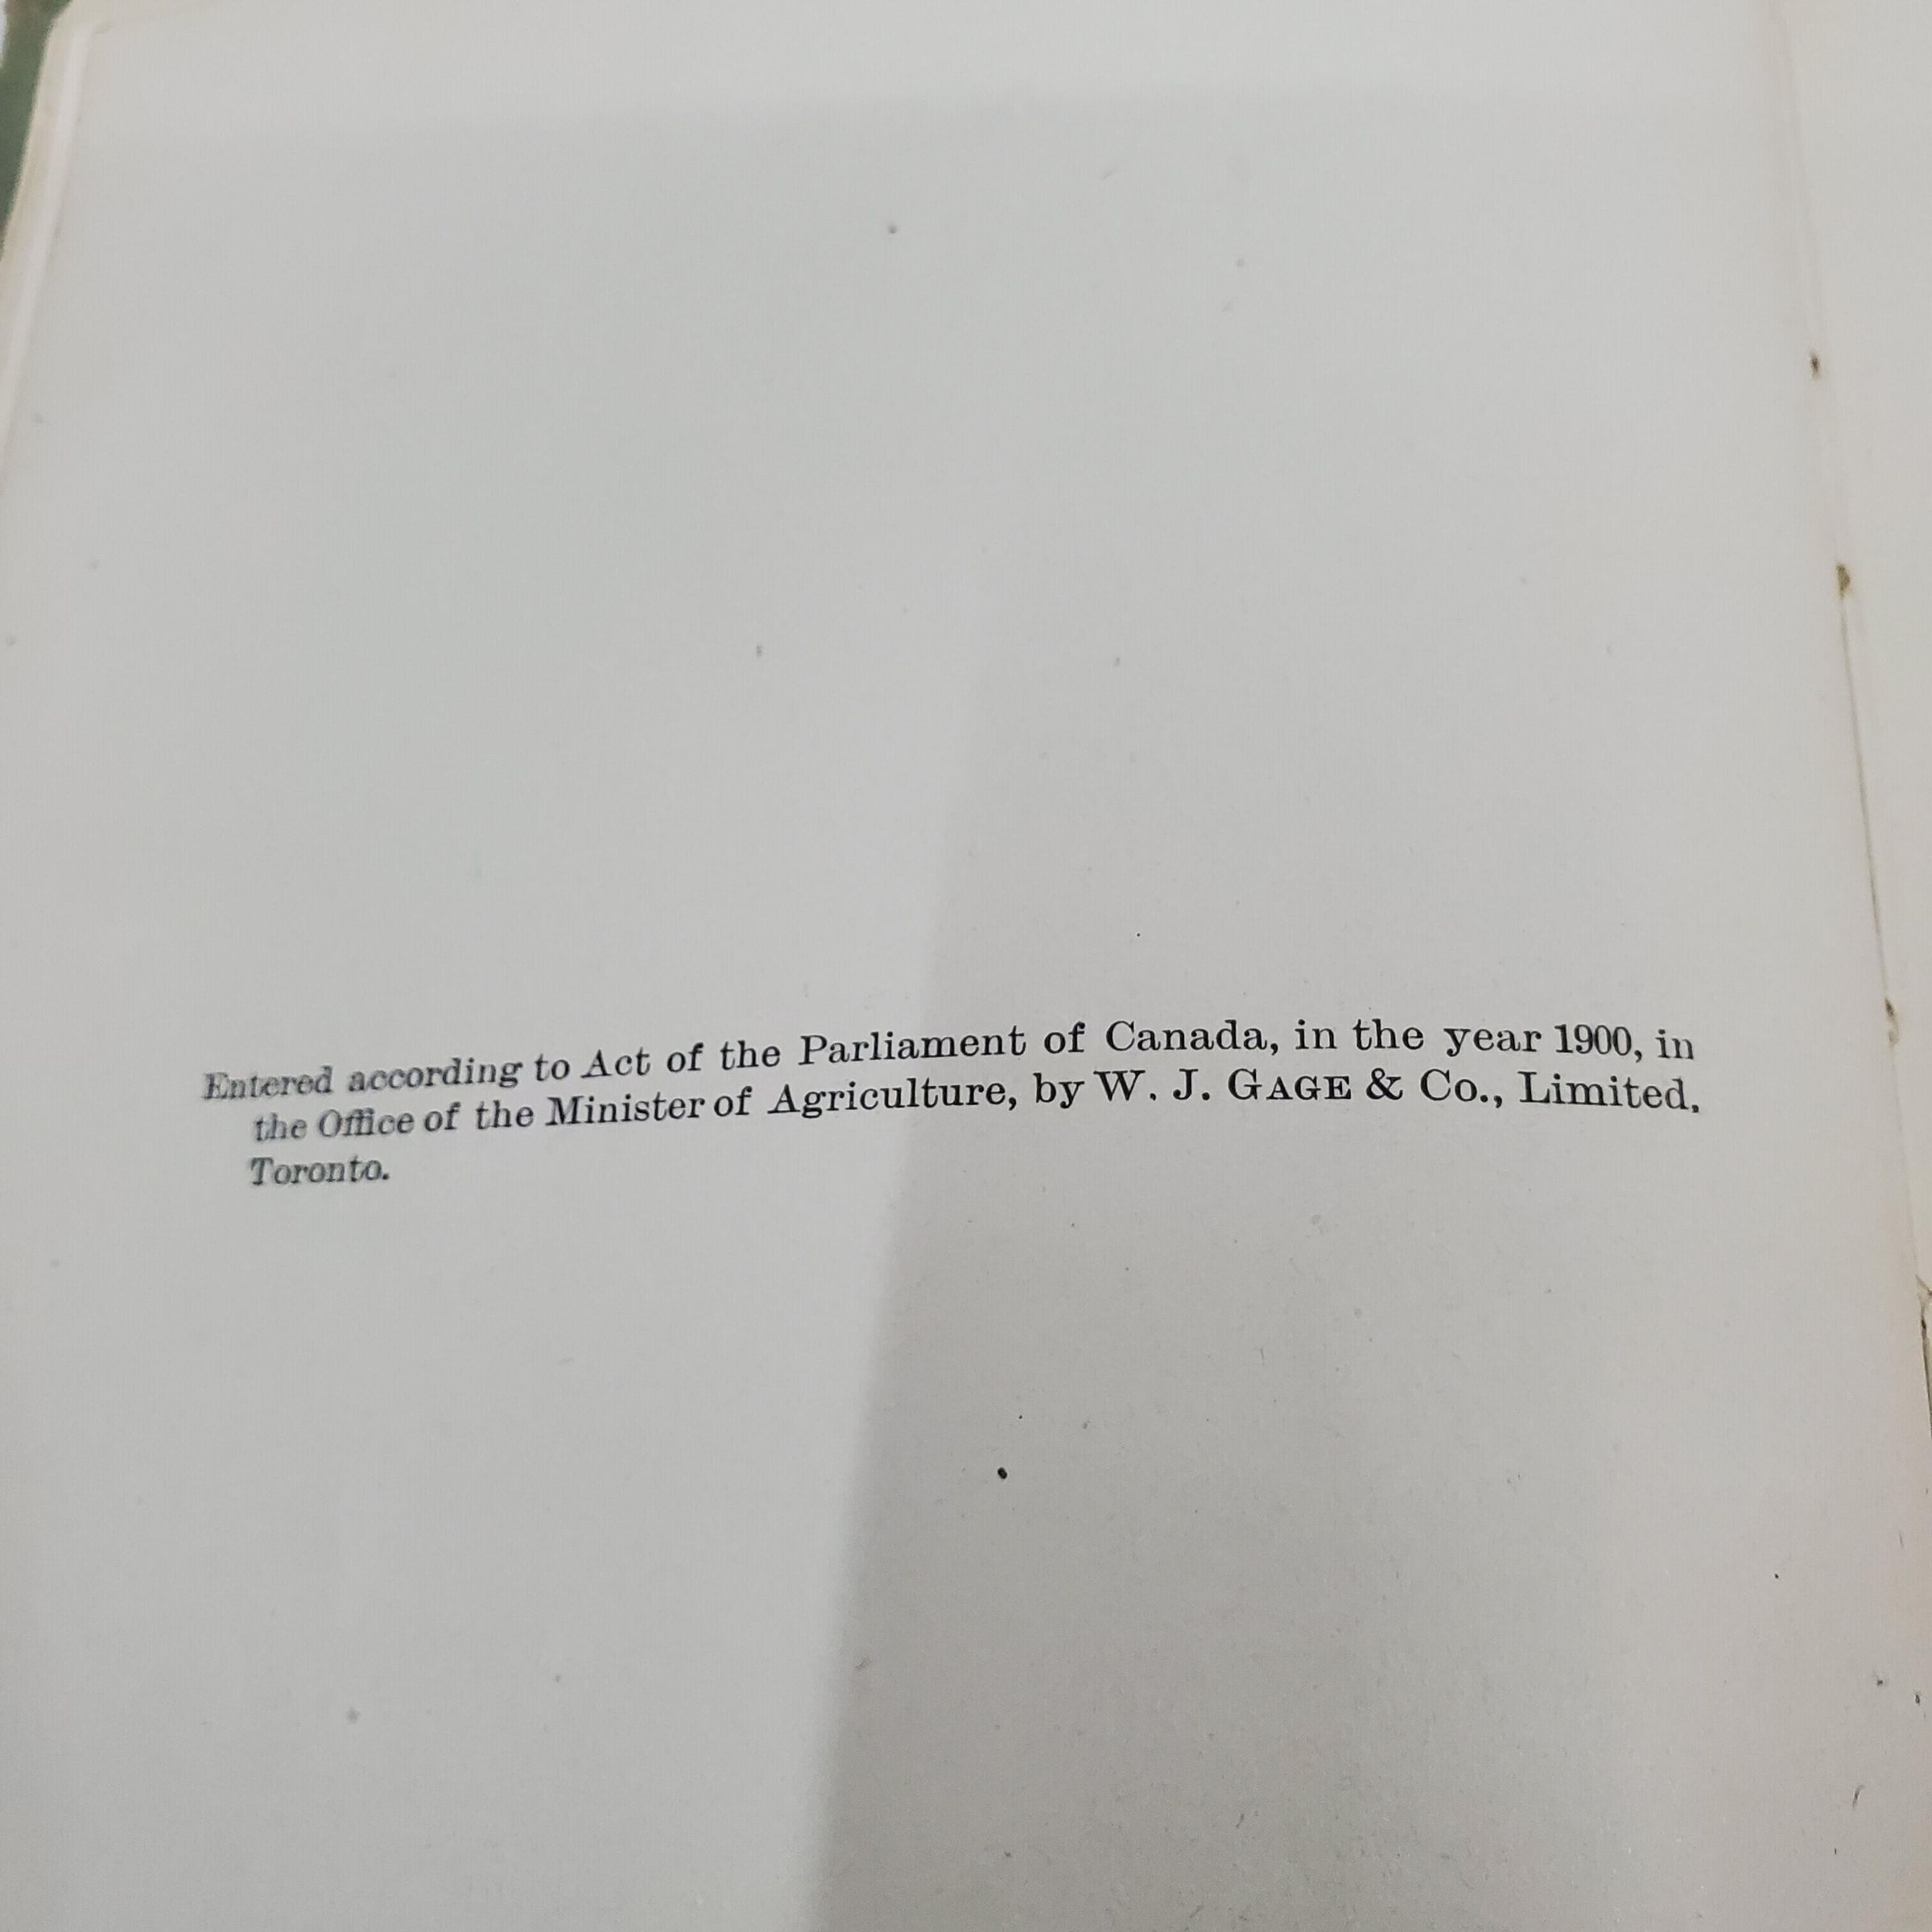 Entered according to Act of the Parliament of Canada, in the year 1900, in
the Office of the Minister of Agriculture, by W. J. GAGE & Co., Limited,
Toronto.